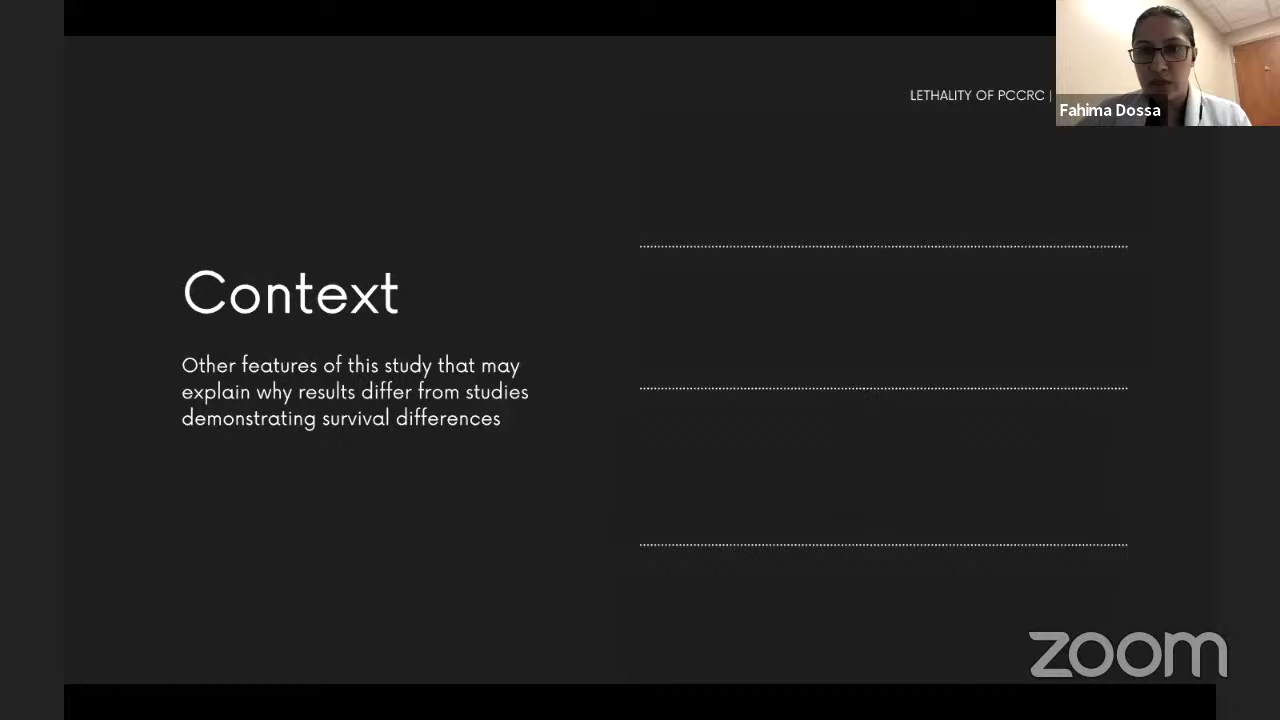 LETHALITY OF PCCRC |
Fahima Dossa
Context
Other features of this study that may
explain why results differ from studies
demonstrating survival differences
zoom